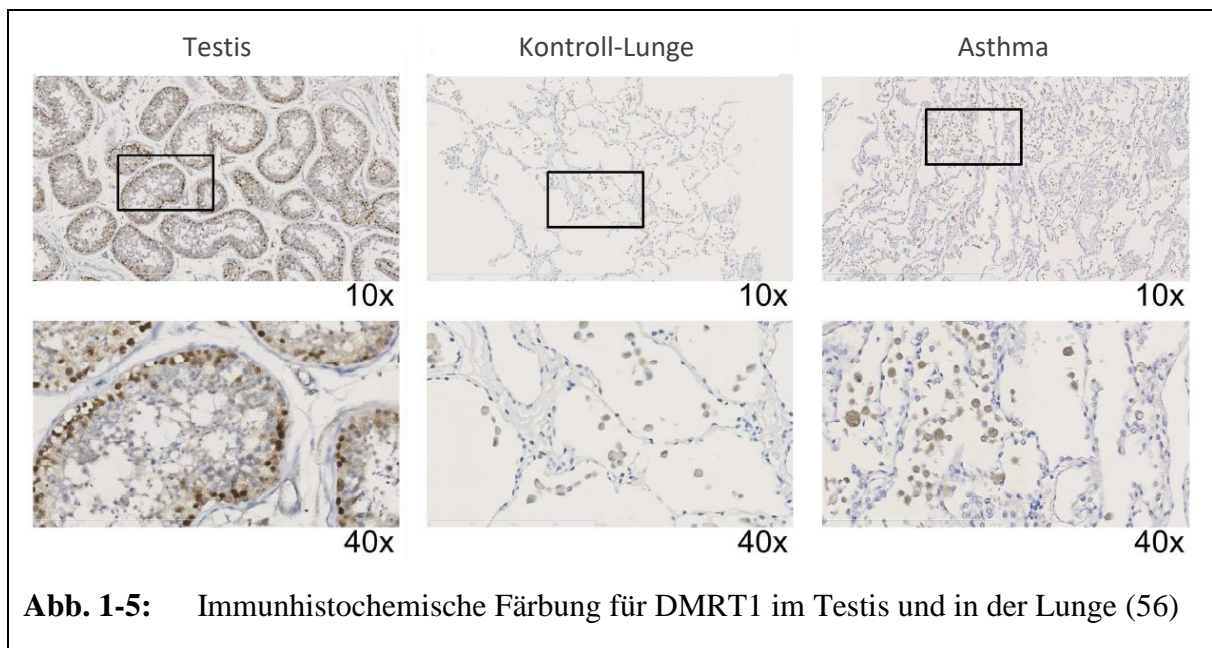 Testis Kontroll-Lunge Asthma
10x 10x 10x
40x 40x 40x
Abb. 1-5: Immunhistochemische Färbung für DMRT1 im Testis und in der Lunge (56)